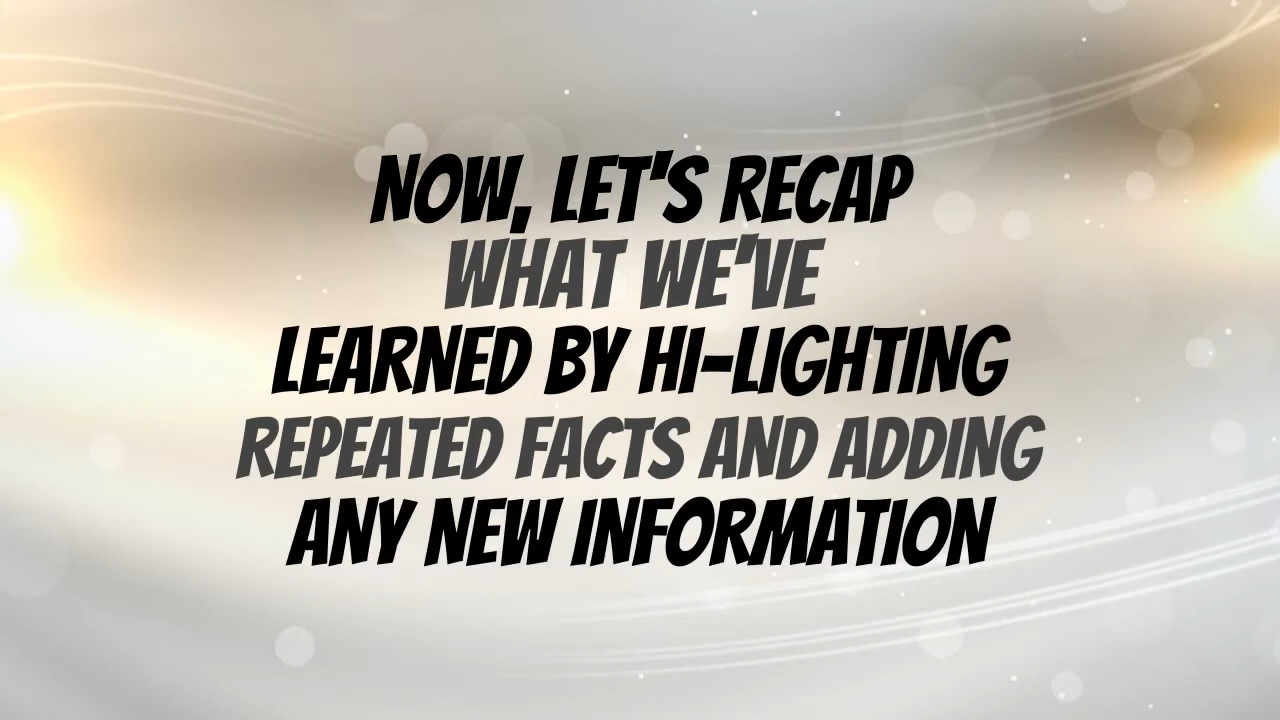 NOW, LET'S RECAP
WHAT WE'VE
LEARNED BY HI-LIGHTING
REPEATED FACTS AND ADDING
ANY NEW INFORMATION